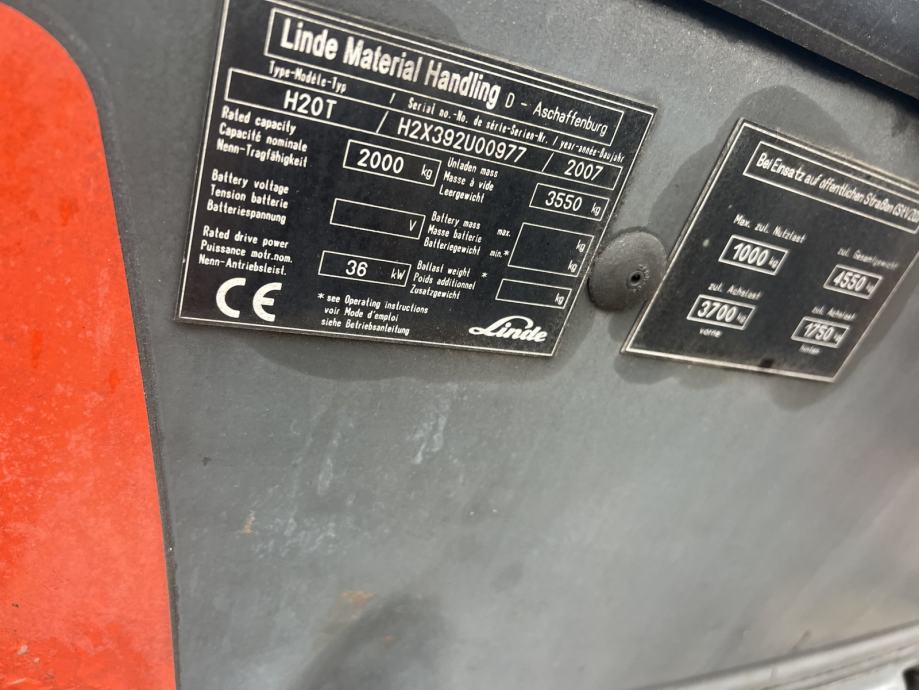 Linde Material Handling D - Aschaffenburg
Type-Modèle-Typ / Serial no.-No. de série-Serien-Nr. / year-année-Baujahr
H20T / H2X392U00977 / 2007
Rated capacity
Capacité nominale
Nenn-Tragfähigkeit
2000 kg
Unladen mass
Masse à vide
Leergewicht
3550 kg
Battery voltage
Tension batterie
Batteriespannung
V
Battery mass max.
Masse batterie
Batteriegewicht min.*
kg
kg
Rated drive power
Puissance motr.nom.
Nenn-Antriebsleist.
36 kW
Ballast weight *
Poids additionnel
Zusatzgewicht
kg
CE
* see Operating instructions
voir Mode d'emploi
siehe Betriebsanleitung
Linde
Bei Einsatz auf öffentlichen Straßen (StVZO)
Max. zul. Nutzlast
1000 kg
zul. Gesamtgewicht
4550 kg
zul. Achslast
3700 kg
vorne
zul. Achslast
1750 kg
hinten